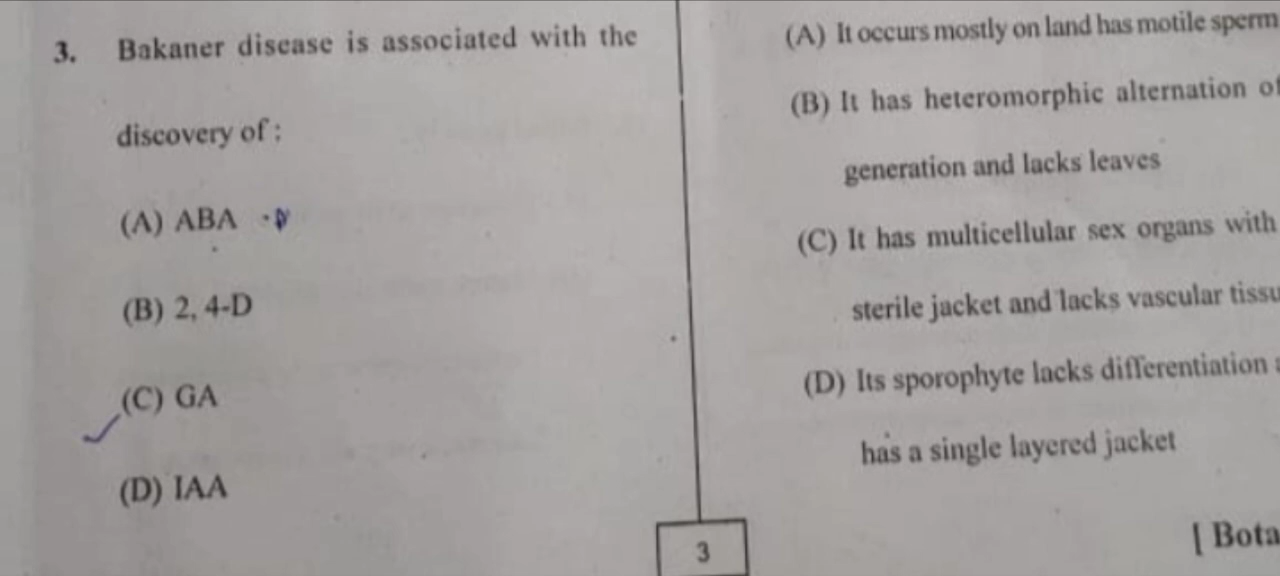 3. Bakaner disease is associated with the
discovery of :
(A) ABA
(B) 2, 4-D
(C) GA
(D) IAA
(A) It occurs mostly on land has motile sperm
(B) It has heteromorphic alternation of
generation and lacks leaves
(C) It has multicellular sex organs with
sterile jacket and lacks vascular tissu
(D) Its sporophyte lacks differentiation
has a single layered jacket
3
[ Bota